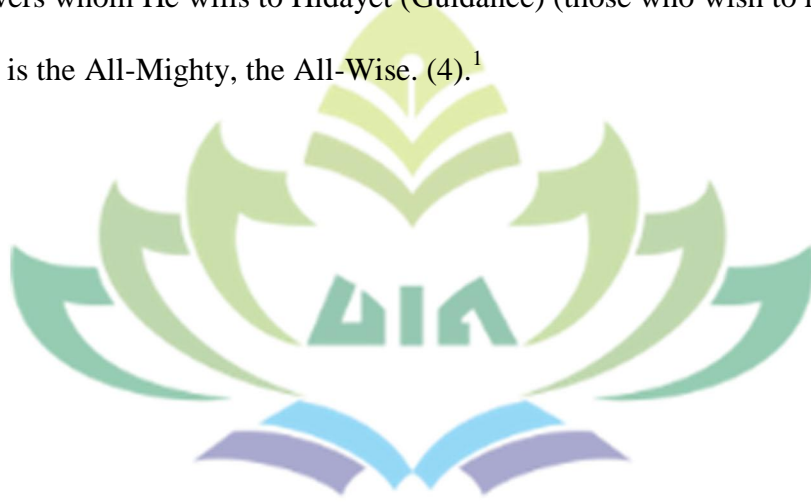 whom He wills to Hidayet (Guidance) (those who wish to
is the All-Mighty, the All-Wise. (4).1
UIN